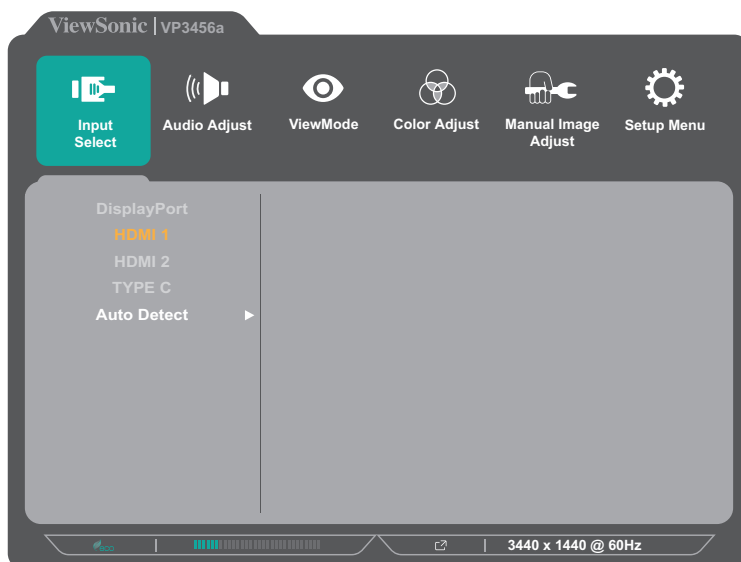 ViewSonic | VP3456a
Input Select
Audio Adjust
ViewMode
Color Adjust
Manual Image Adjust
Setup Menu
DisplayPort
HDMI 1
HDMI 2
TYPE C
Auto Detect
ECO
3440 x 1440 @ 60Hz